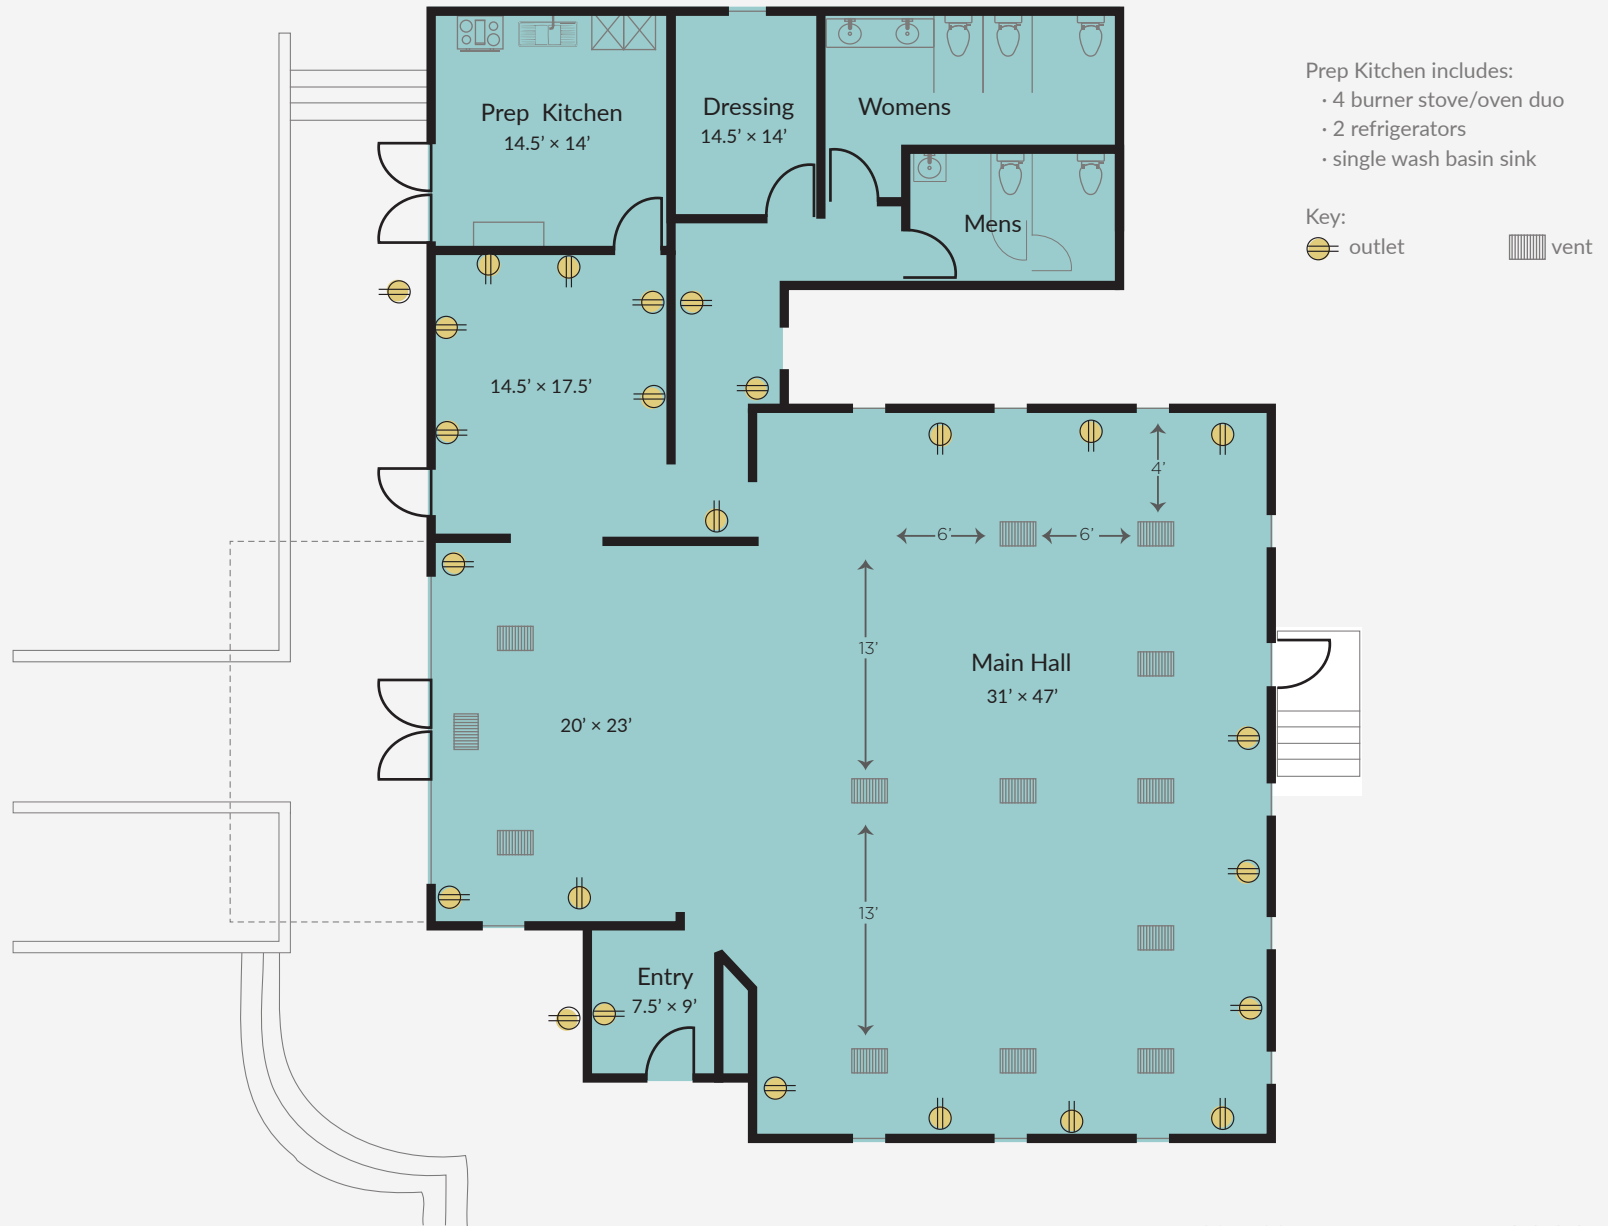 Prep Kitchen
14.5’ × 14’
Dressing
14.5’ × 14’
Womens
Mens
Prep Kitchen includes:
· 4 burner stove/oven duo
· 2 refrigerators
· single wash basin sink
Key:
outlet
vent
14.5’ × 17.5’
4’
6’
6’
13’
Main Hall
31’ × 47’
20’ × 23’
13’
Entry
7.5’ × 9’